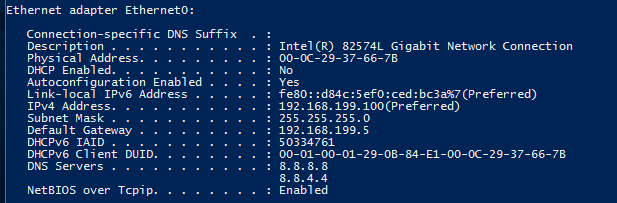 Ethernet adapter Ethernet0:
Connection-specific DNS Suffix  . :
Description . . . . . . . . . . . : Intel(R) 82574L Gigabit Network Connection
Physical Address. . . . . . . . . : 00-0C-29-37-66-7B
DHCP Enabled. . . . . . . . . . . : No
Autoconfiguration Enabled . . . . : Yes
Link-local IPv6 Address . . . . . : fe80::d84c:5ef0:ced:bc3a%7(Preferred)
IPv4 Address. . . . . . . . . . . : 192.168.199.100(Preferred)
Subnet Mask . . . . . . . . . . . : 255.255.255.0
Default Gateway . . . . . . . . . : 192.168.199.5
DHCPv6 IAID . . . . . . . . . . . : 50334761
DHCPv6 Client DUID. . . . . . . . : 00-01-00-01-29-0B-84-E1-00-0C-29-37-66-7B
DNS Servers . . . . . . . . . . . : 8.8.8.8
8.8.4.4
NetBIOS over Tcpip. . . . . . . . : Enabled